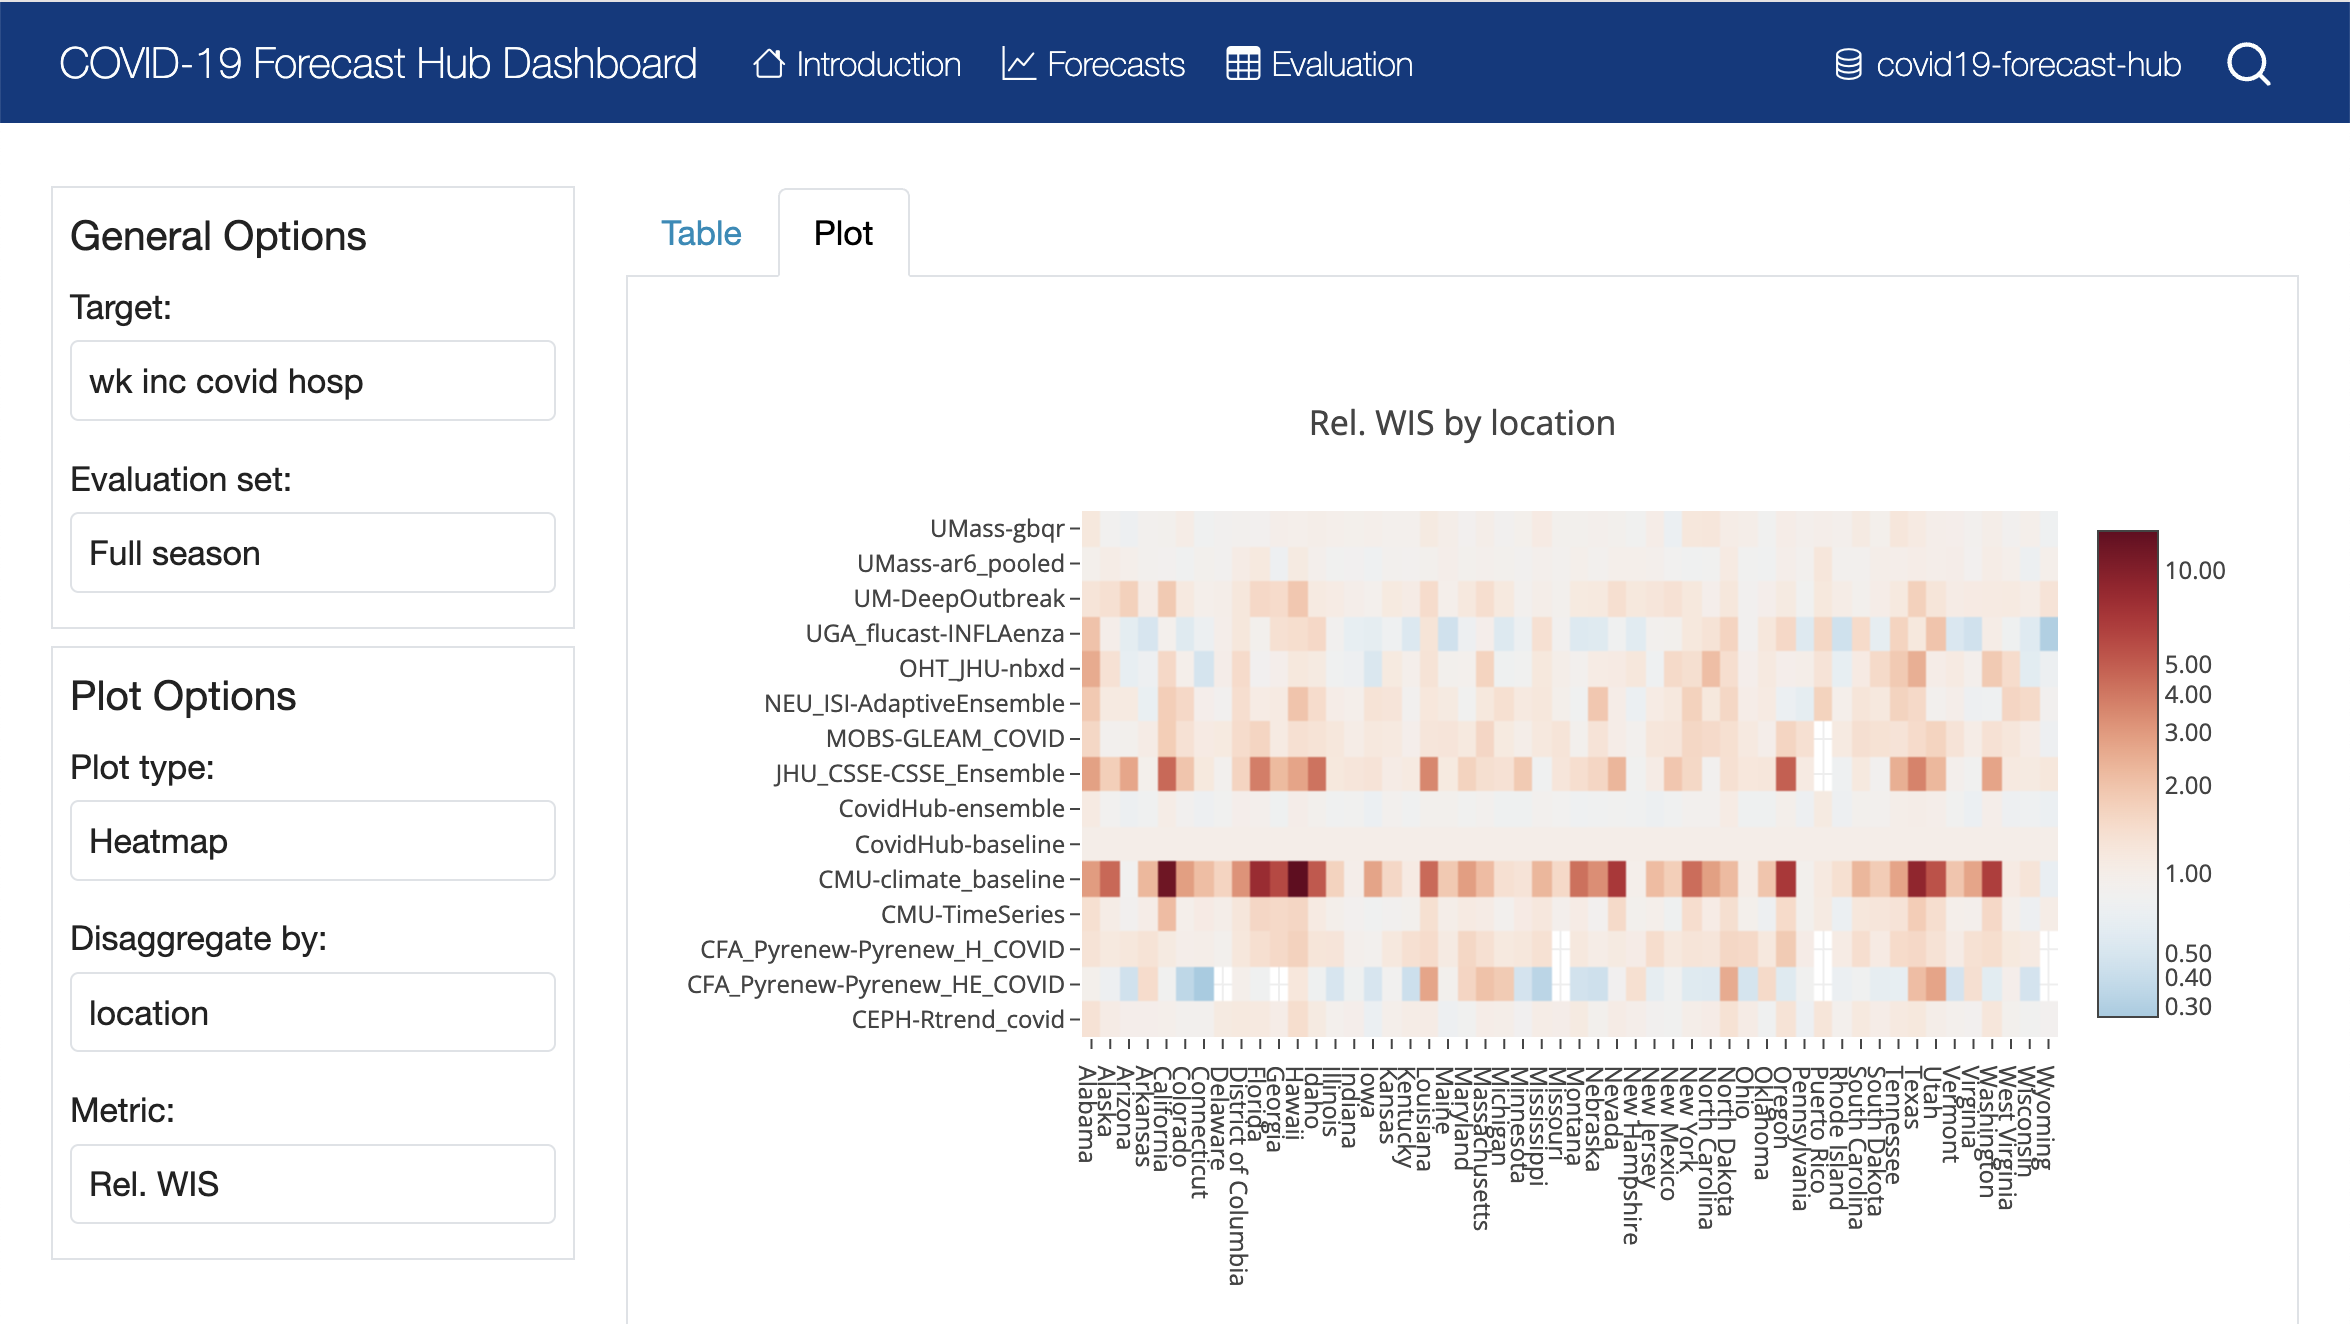 COVID-19 Forecast Hub Dashboard Introduction Forecasts Evaluation covid19-forecast-hub
General Options
Target:
wk inc covid hosp
Evaluation set:
Full season
Plot Options
Plot type:
Heatmap
Disaggregate by:
location
Metric:
Rel. WIS
Table Plot
Rel. WIS by location
UMass-gbqr
UMass-ar6_pooled
UM-DeepOutbreak
UGA_flucast-INFLAenza
OHT_JHU-nbxd
NEU_ISI-AdaptiveEnsemble
MOBS-GLEAM_COVID
JHU_CSSE-CSSE_Ensemble
CovidHub-ensemble
CovidHub-baseline
CMU-climate_baseline
CMU-TimeSeries
CFA_Pyrenew-Pyrenew_H_COVID
CFA_Pyrenew-Pyrenew_HE_COVID
CEPH-Rtrend_covid
Alabama
Alaska
Arizona
Arkansas
California
Colorado
Connecticut
Delaware
District of Columbia
Florida
Georgia
Hawaii
Idaho
Illinois
Indiana
Iowa
Kansas
Kentucky
Louisiana
Maine
Maryland
Massachusetts
Michigan
Minnesota
Mississippi
Missouri
Montana
Nebraska
Nevada
New Hampshire
New Jersey
New Mexico
New York
North Carolina
North Dakota
Ohio
Oklahoma
Oregon
Pennsylvania
Puerto Rico
Rhode Island
South Carolina
South Dakota
Tennessee
Texas
Utah
Vermont
Virginia
Washington
West Virginia
Wisconsin
Wyoming
10.00
5.00
4.00
3.00
2.00
1.00
0.50
0.40
0.30